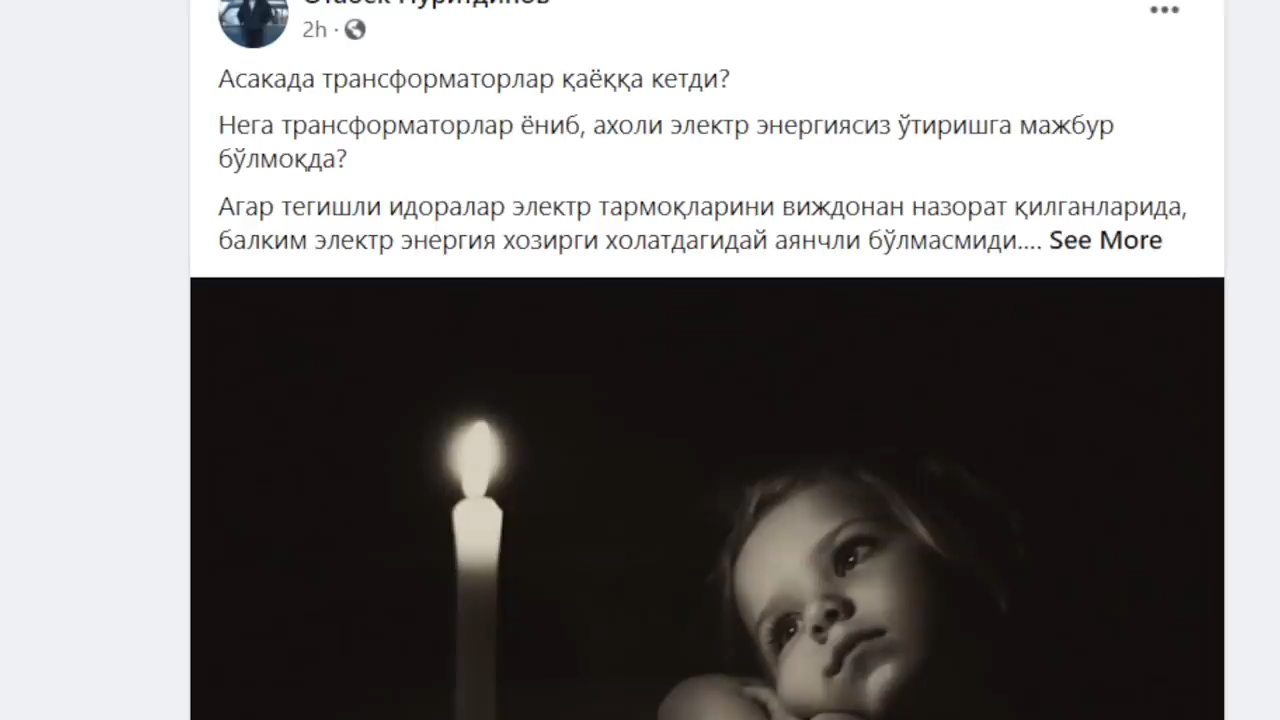 2h ·
Асакада трансформаторлар қаёққа кетди?
Нега трансформаторлар ёниб, ахоли электр энергиясиз ўтиришга мажбур
бўлмоқда?
Агар тегишли идоралар электр тармоқларини виждонан назорат қилганларида,
балким электр энергия хозирги холатдагидай аянчли бўлмасмиди.... See More